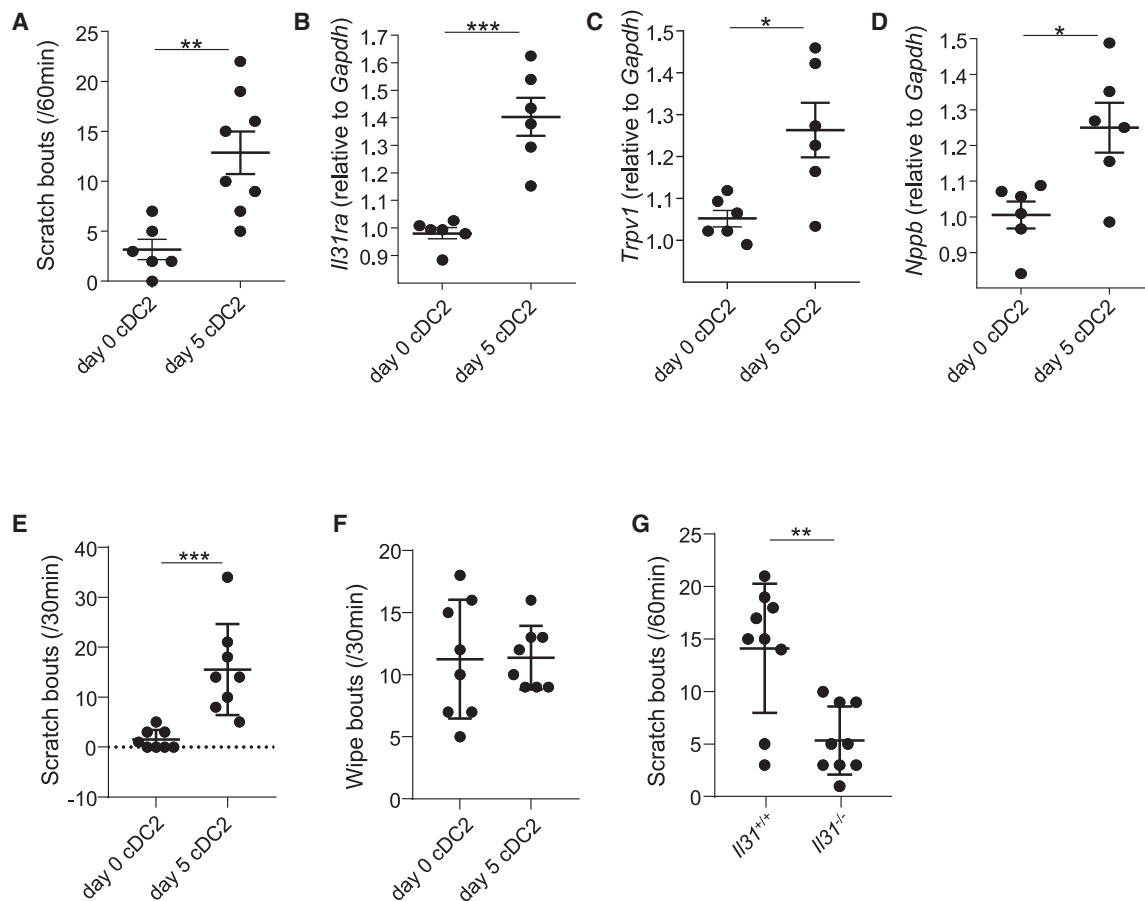 A
Scratch bouts (/60min)
25
20
15
10
5
0
**
day 0 cDC2
day 5 cDC2
B
Il31ra (relative to Gapdh)
1.7
1.6
1.5
1.4
1.3
1.2
1.1
1.0
0.9
***
day 0 cDC2
day 5 cDC2
C
Trpv1 (relative to Gapdh)
1.5
1.4
1.3
1.2
1.1
1.0
*
day 0 cDC2
day 5 cDC2
D
Nppb (relative to Gapdh)
1.5
1.4
1.3
1.2
1.1
1.0
0.9
*
day 0 cDC2
day 5 cDC2
E
Scratch bouts (/30min)
40
30
20
10
0
-10
***
day 0 cDC2
day 5 cDC2
F
Wipe bouts (/30min)
20
15
10
5
0
day 0 cDC2
day 5 cDC2
G
Scratch bouts (/60min)
25
20
15
10
5
0
**
Il31+/+
Il31-/-